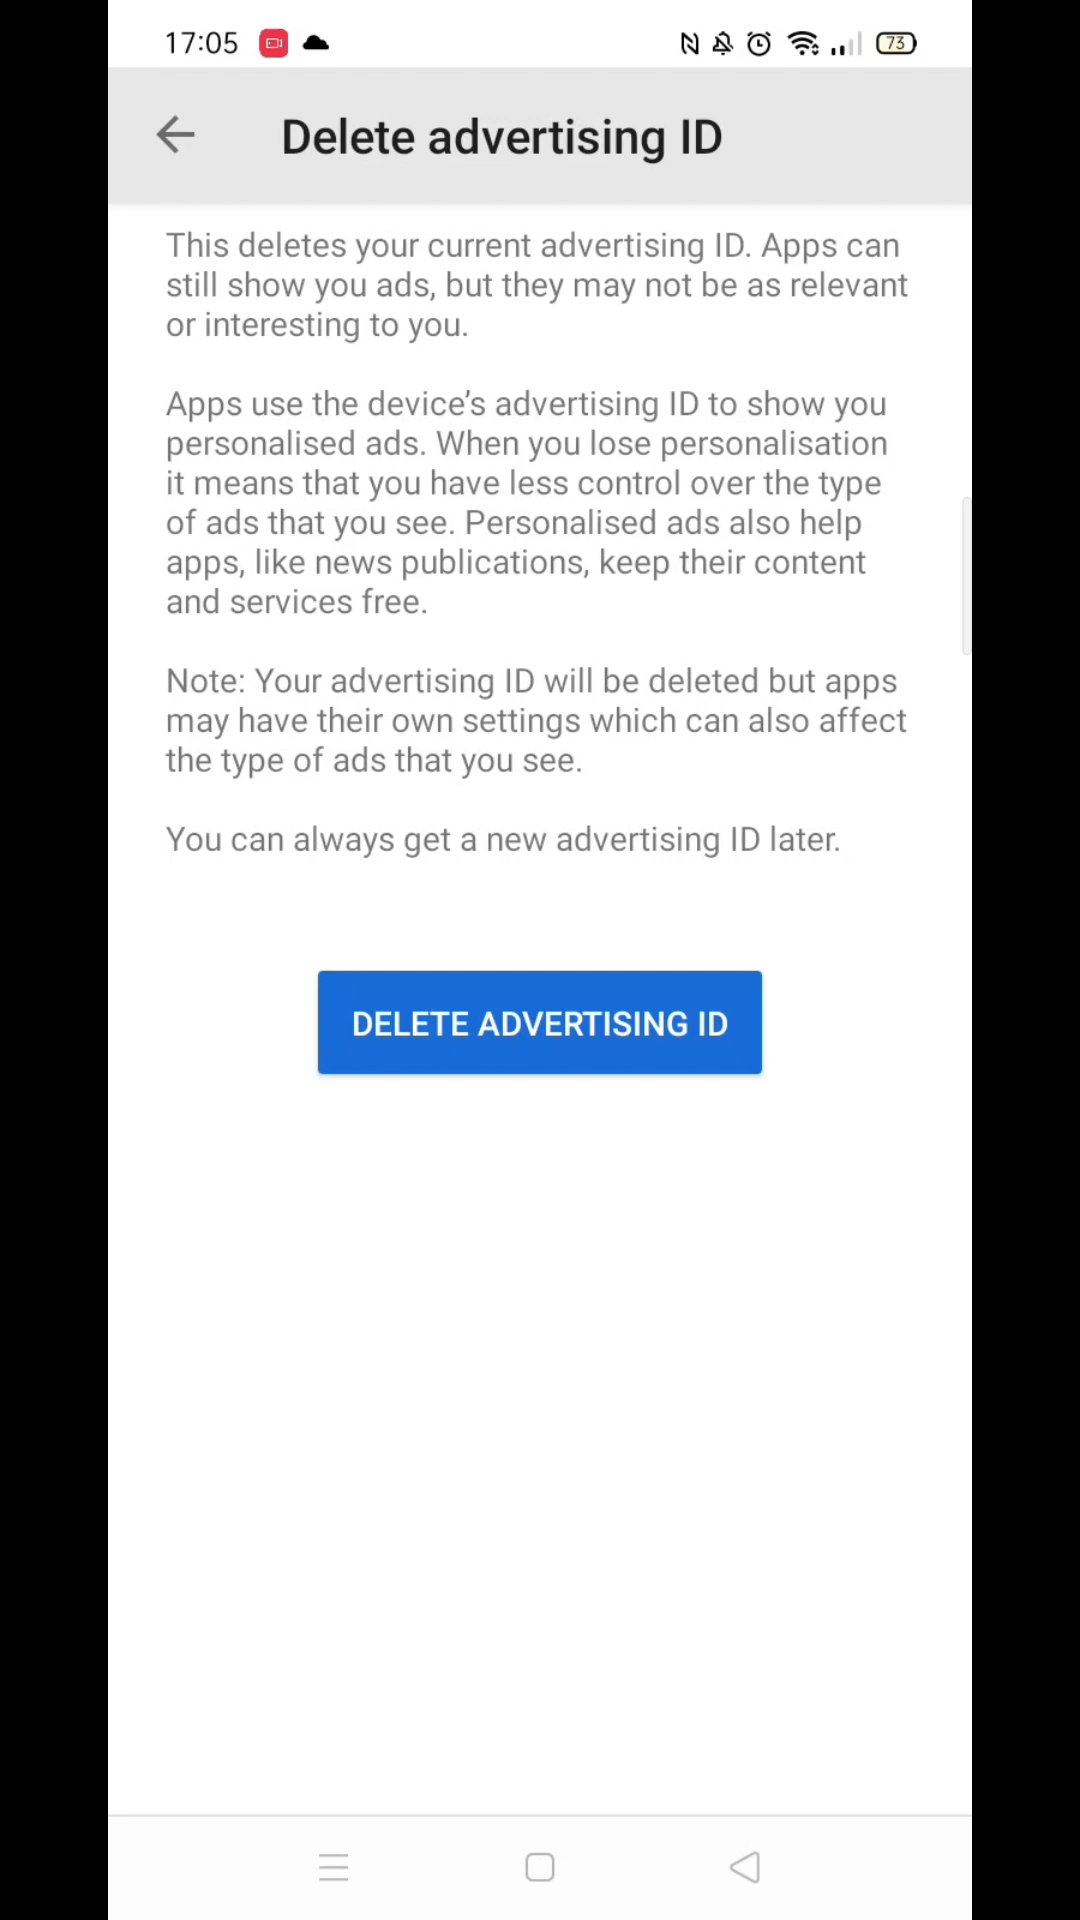 17:05
73
Delete advertising ID
This deletes your current advertising ID. Apps can
still show you ads, but they may not be as relevant
or interesting to you.
Apps use the device’s advertising ID to show you
personalised ads. When you lose personalisation
it means that you have less control over the type
of ads that you see. Personalised ads also help
apps, like news publications, keep their content
and services free.
Note: Your advertising ID will be deleted but apps
may have their own settings which can also affect
the type of ads that you see.
You can always get a new advertising ID later.
DELETE ADVERTISING ID